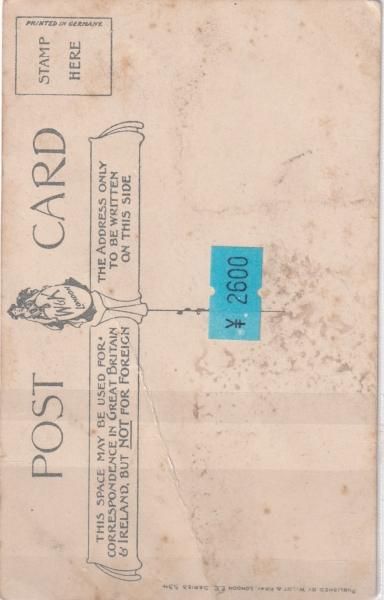 PRINTED IN GERMANY.
STAMP
HERE
POST CARD
W&K
London
THIS SPACE MAY BE USED FOR
CORRESPONDENCE IN GREAT BRITAIN
& IRELAND, BUT NOT FOR FOREIGN
THE ADDRESS ONLY
TO BE WRITTEN
ON THIS SIDE
¥ 2600
PUBLISHED BY WILDT & KRAY, LONDON E.C. SERIES